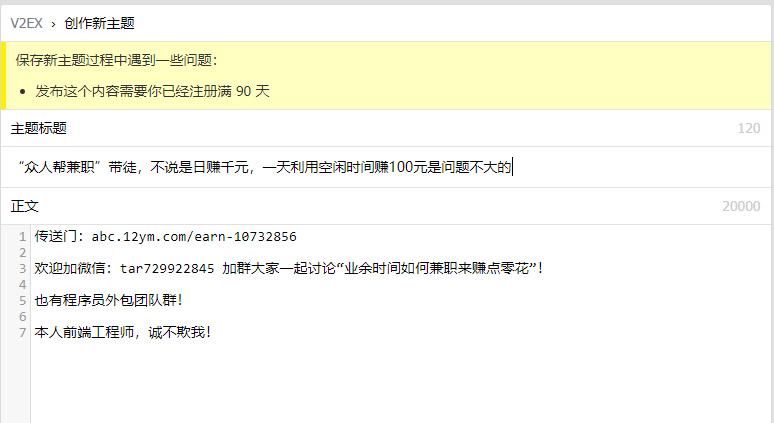 V2EX › 创作新主题
保存新主题过程中遇到一些问题：
• 发布这个内容需要你已经注册满 90 天
主题标题 120
“众人帮兼职”带徒，不说是日赚千元，一天利用空闲时间赚100元是问题不大的
正文 20000
1 传送门：abc.12ym.com/earn-10732856
2
3 欢迎加微信：tar729922845 加群大家一起讨论“业余时间如何兼职来赚点零花”！
4
5 也有程序员外包团队群！
6
7 本人前端工程师，诚不欺我！